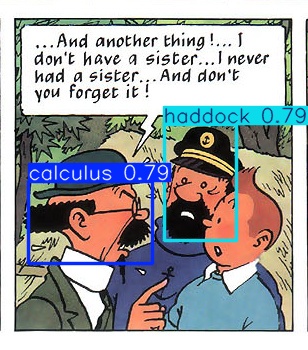 ...And another thing!... I
don't have a sister... I never
had a sister... And don't
you forget it!
haddock 0.79
calculus 0.79